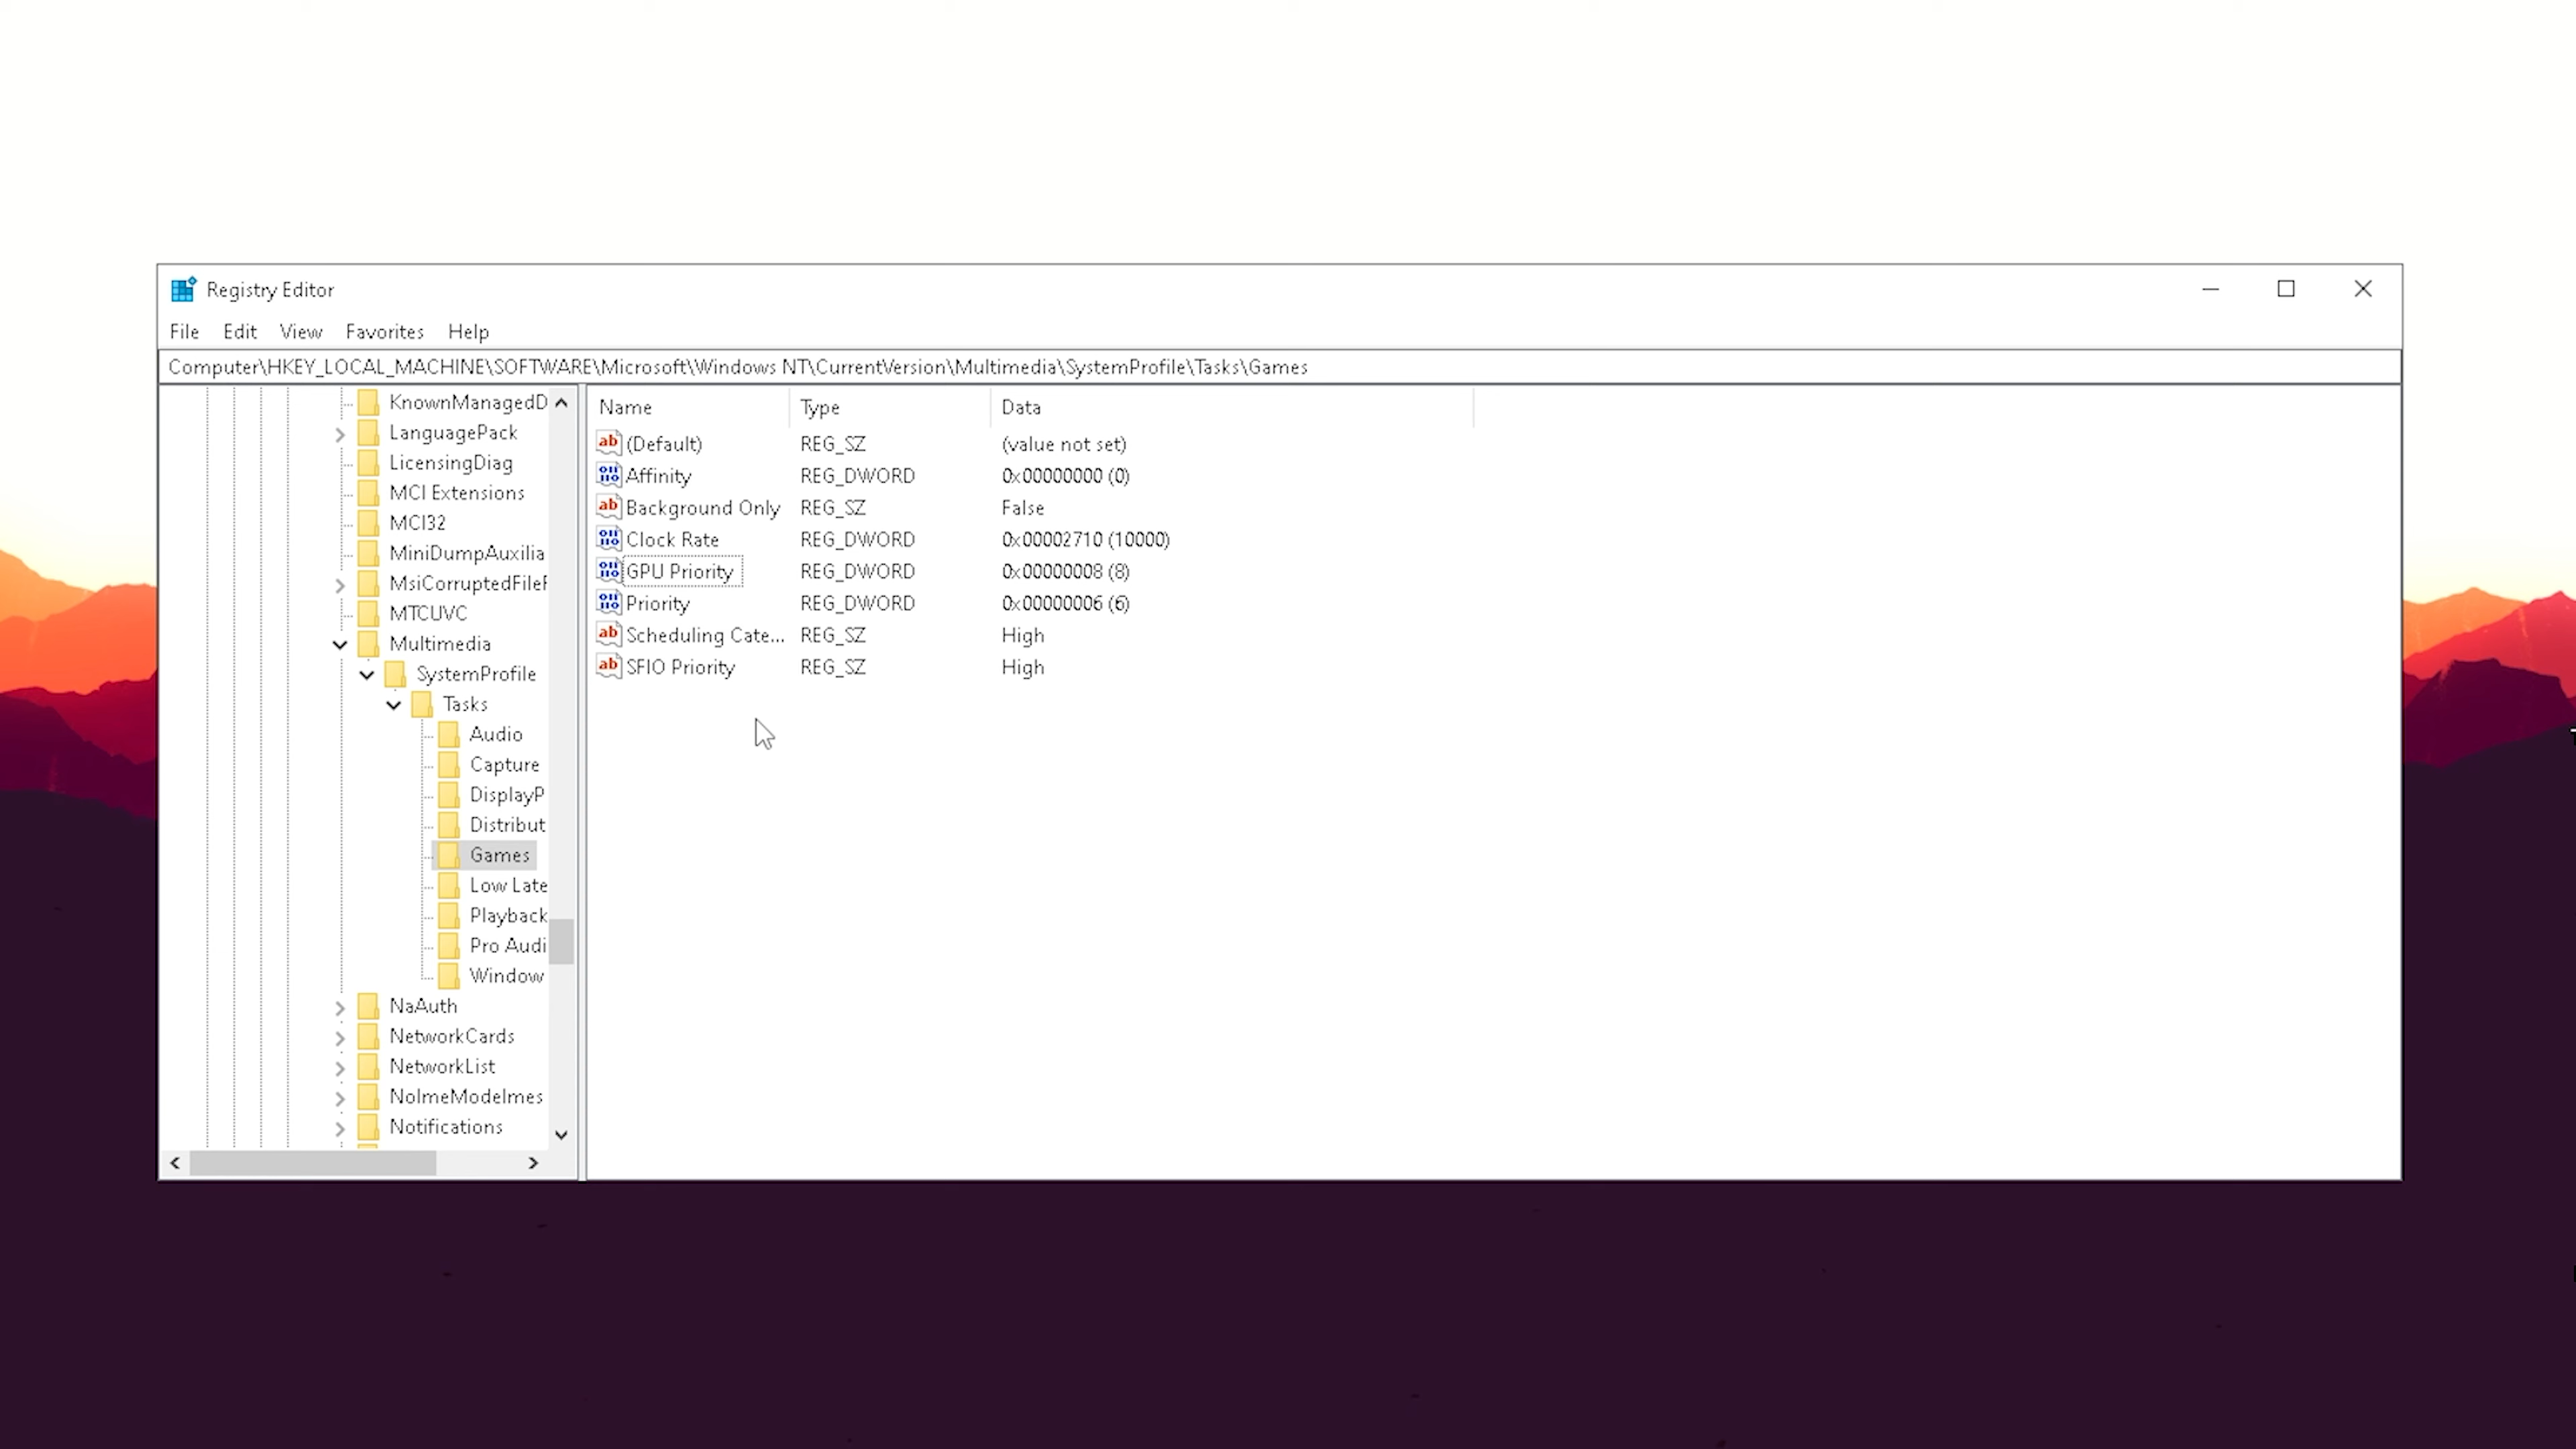 Registry Editor
File Edit View Favorites Help
Computer\HKEY_LOCAL_MACHINE\SOFTWARE\Microsoft\Windows NT\CurrentVersion\Multimedia\SystemProfile\Tasks\Games
KnownManagedD
LanguagePack
LicensingDiag
MCI Extensions
MCI32
MiniDumpAuxilia
MsiCorruptedFileF
MTCUVC
Multimedia
SystemProfile
Tasks
Audio
Capture
DisplayP
Distribut
Games
Low Late
Playback
Pro Audi
Window
NaAuth
NetworkCards
NetworkList
NoImeModeImes
Notifications
Name Type Data
(Default) REG_SZ (value not set)
Affinity REG_DWORD 0x00000000 (0)
Background Only REG_SZ False
Clock Rate REG_DWORD 0x00002710 (10000)
GPU Priority REG_DWORD 0x00000008 (8)
Priority REG_DWORD 0x00000006 (6)
Scheduling Cate... REG_SZ High
SFIO Priority REG_SZ High